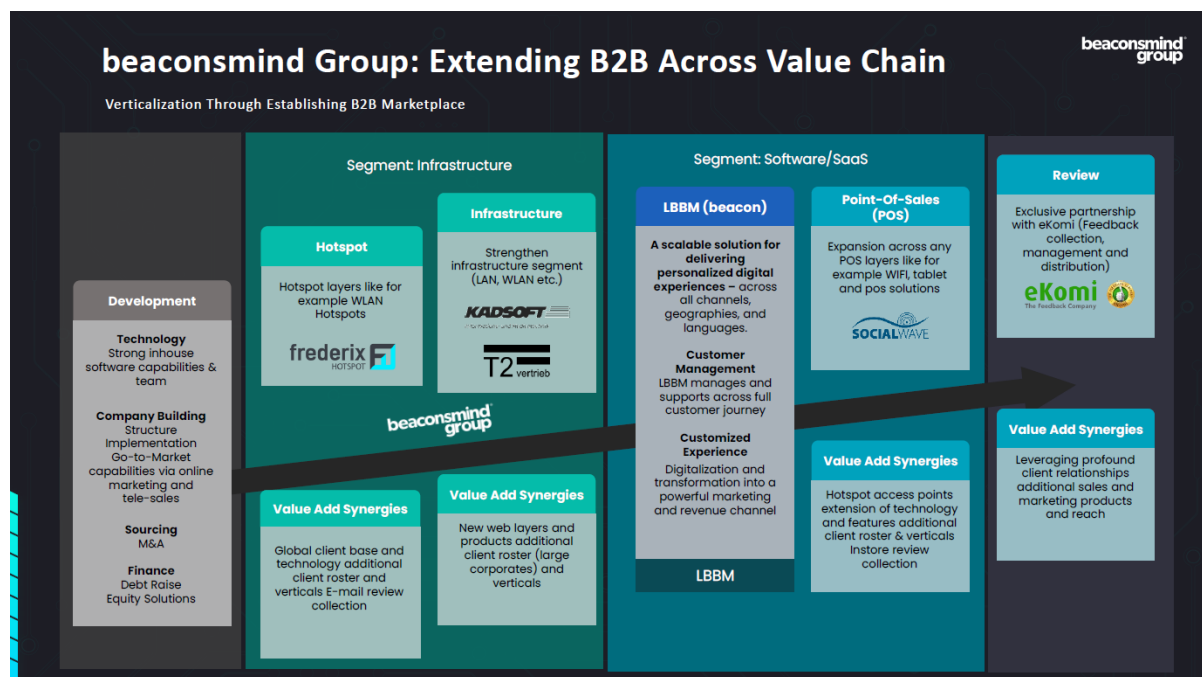 beaconsmind Group: Extending B2B Across Value Chain
beaconsmind
group
Verticalization Through Establishing B2B Marketplace
Development
Technology
Strong inhouse
software capabilities &
team
Company Building
Structure
Implementation
Go-to-Market
capabilities via online
marketing and
tele-sales
Sourcing
M&A
Finance
Debt Raise
Equity Solutions
Segment: Infrastructure
Hotspot
Hotspot layers like for
example WLAN
Hotspots
frederix
HOTSPOT
Infrastructure
Strengthen
infrastructure segment
(LAN, WLAN etc.)
KADSOFT
T2 vertrieb
beaconsmind
group
Value Add Synergies
Global client base and
technology additional
client roster and
verticals E-mail review
collection
Value Add Synergies
New web layers and
products additional
client roster (large
corporates) and
verticals
Segment: Software/SaaS
LBBM (beacon)
A scalable solution for
delivering
personalized digital
experiences – across
all channels,
geographies, and
languages.
Customer
Management
LBBM manages and
supports across full
customer journey
Customized
Experience
Digitalization and
transformation into a
powerful marketing
and revenue channel
LBBM
Point-Of-Sales
(POS)
Expansion across any
POS layers like for
example WIFI, tablet
and pos solutions
SOCIALWAVE
Value Add Synergies
Hotspot access points
extension of technology
and features additional
client roster & verticals
Instore review
collection
Review
Exclusive partnership
with eKomi (Feedback
collection,
management and
distribution)
eKomi
The Feedback Company
Value Add Synergies
Leveraging profound
client relationships
additional sales and
marketing products
and reach